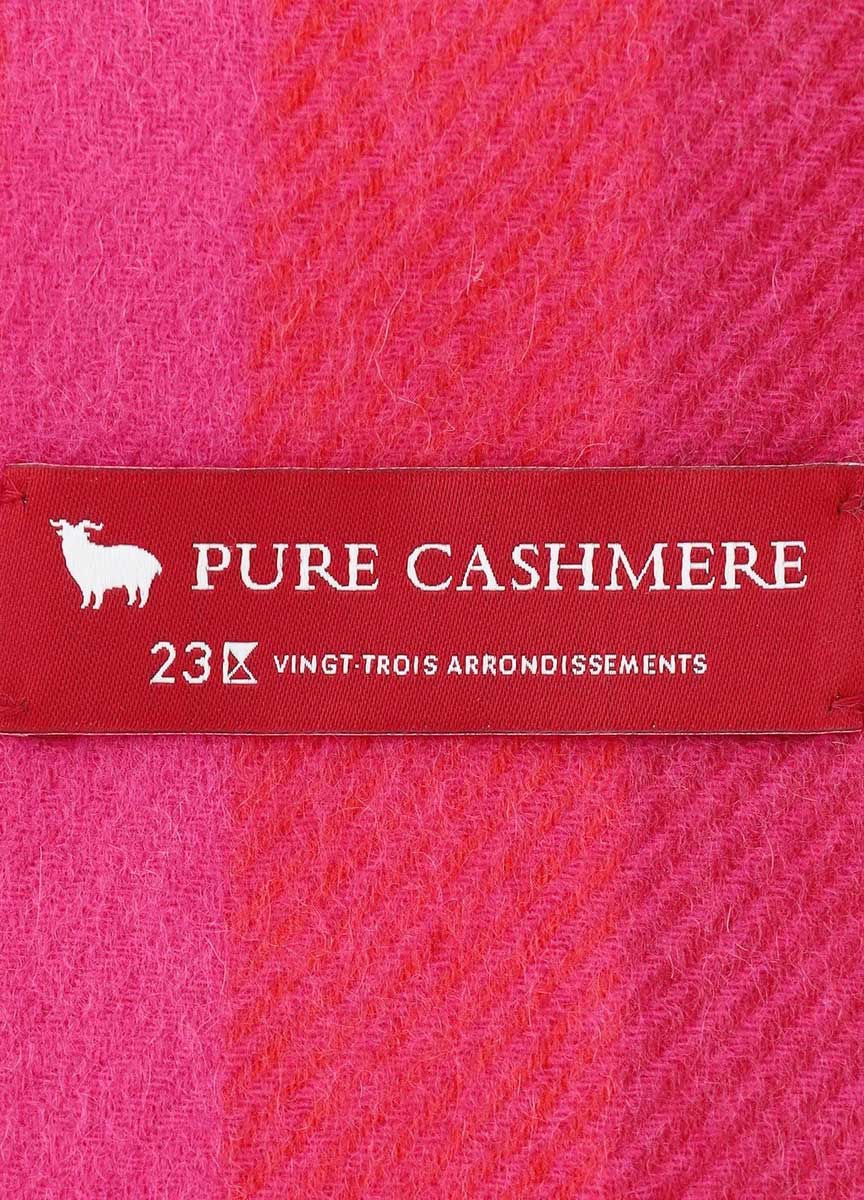 PURE CASHMERE
23 VINGT-TROIS ARRONDISSEMENTS